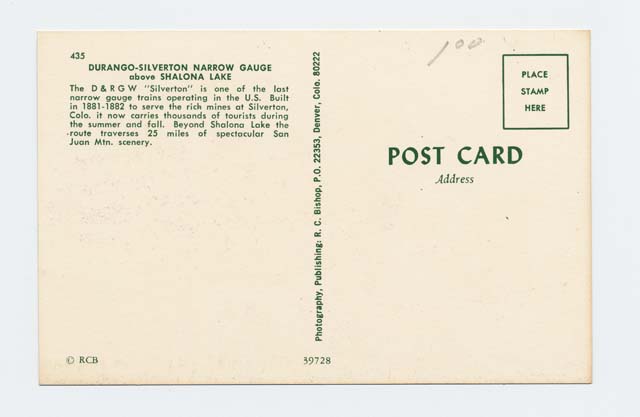 435
DURANGO-SILVERTON NARROW GAUGE
above SHALONA LAKE
The D & R G W "Silverton" is one of the last
narrow gauge trains operating in the U.S. Built
in 1881-1882 to serve the rich mines at Silverton,
Colo. it now carries thousands of tourists during
the summer and fall. Beyond Shalona Lake the
route traverses 25 miles of spectacular San
Juan Mtn. scenery.
© RCB
Photography, Publishing: R. C. Bishop, P.O. 22353, Denver, Colo. 80222
39728
100
PLACE
STAMP
HERE
POST CARD
Address